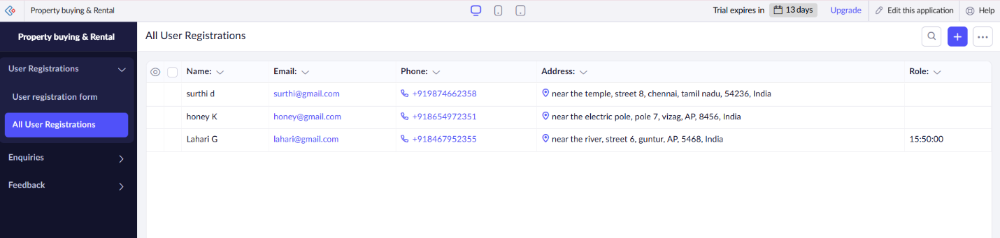 Property buying & Rental Trial expires in 13 days Upgrade Edit this application Help
Property buying & Rental
All User Registrations
User Registrations
User registration form
All User Registrations
Enquiries
Feedback
Name: Email: Phone: Address: Role:
surthi d surthi@gmail.com +919874662358 near the temple, street 8, chennai, tamil nadu, 54236, India
honey K honey@gmail.com +918654972351 near the electric pole, pole 7, vizag, AP, 8456, India
Lahari G lahari@gmail.com +918467952355 near the river, street 6, guntur, AP, 5468, India 15:50:00